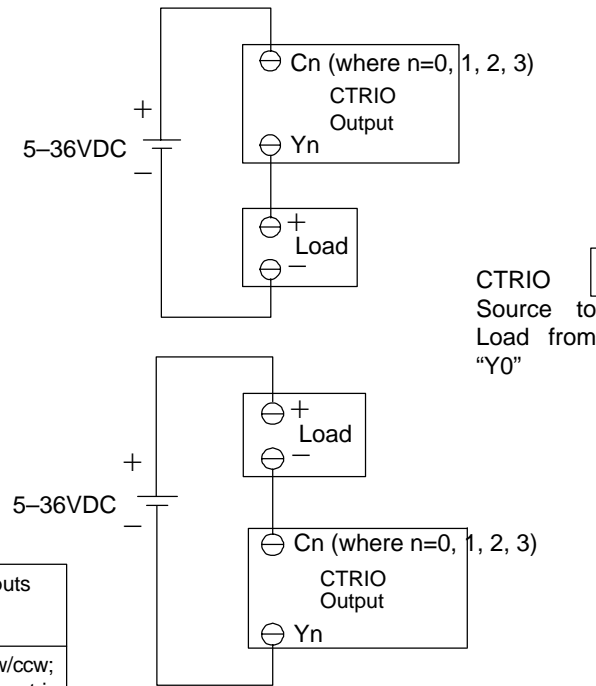 Cn (where n=0, 1, 2, 3)
CTRIO
Output
Yn
+
5–36VDC
−
+
Load
−
CTRIO
Source to
Load from
“Y0”
+
Load
−
+
5–36VDC
−
Cn (where n=0, 1, 2, 3)
CTRIO
Output
Yn
w/ccw;